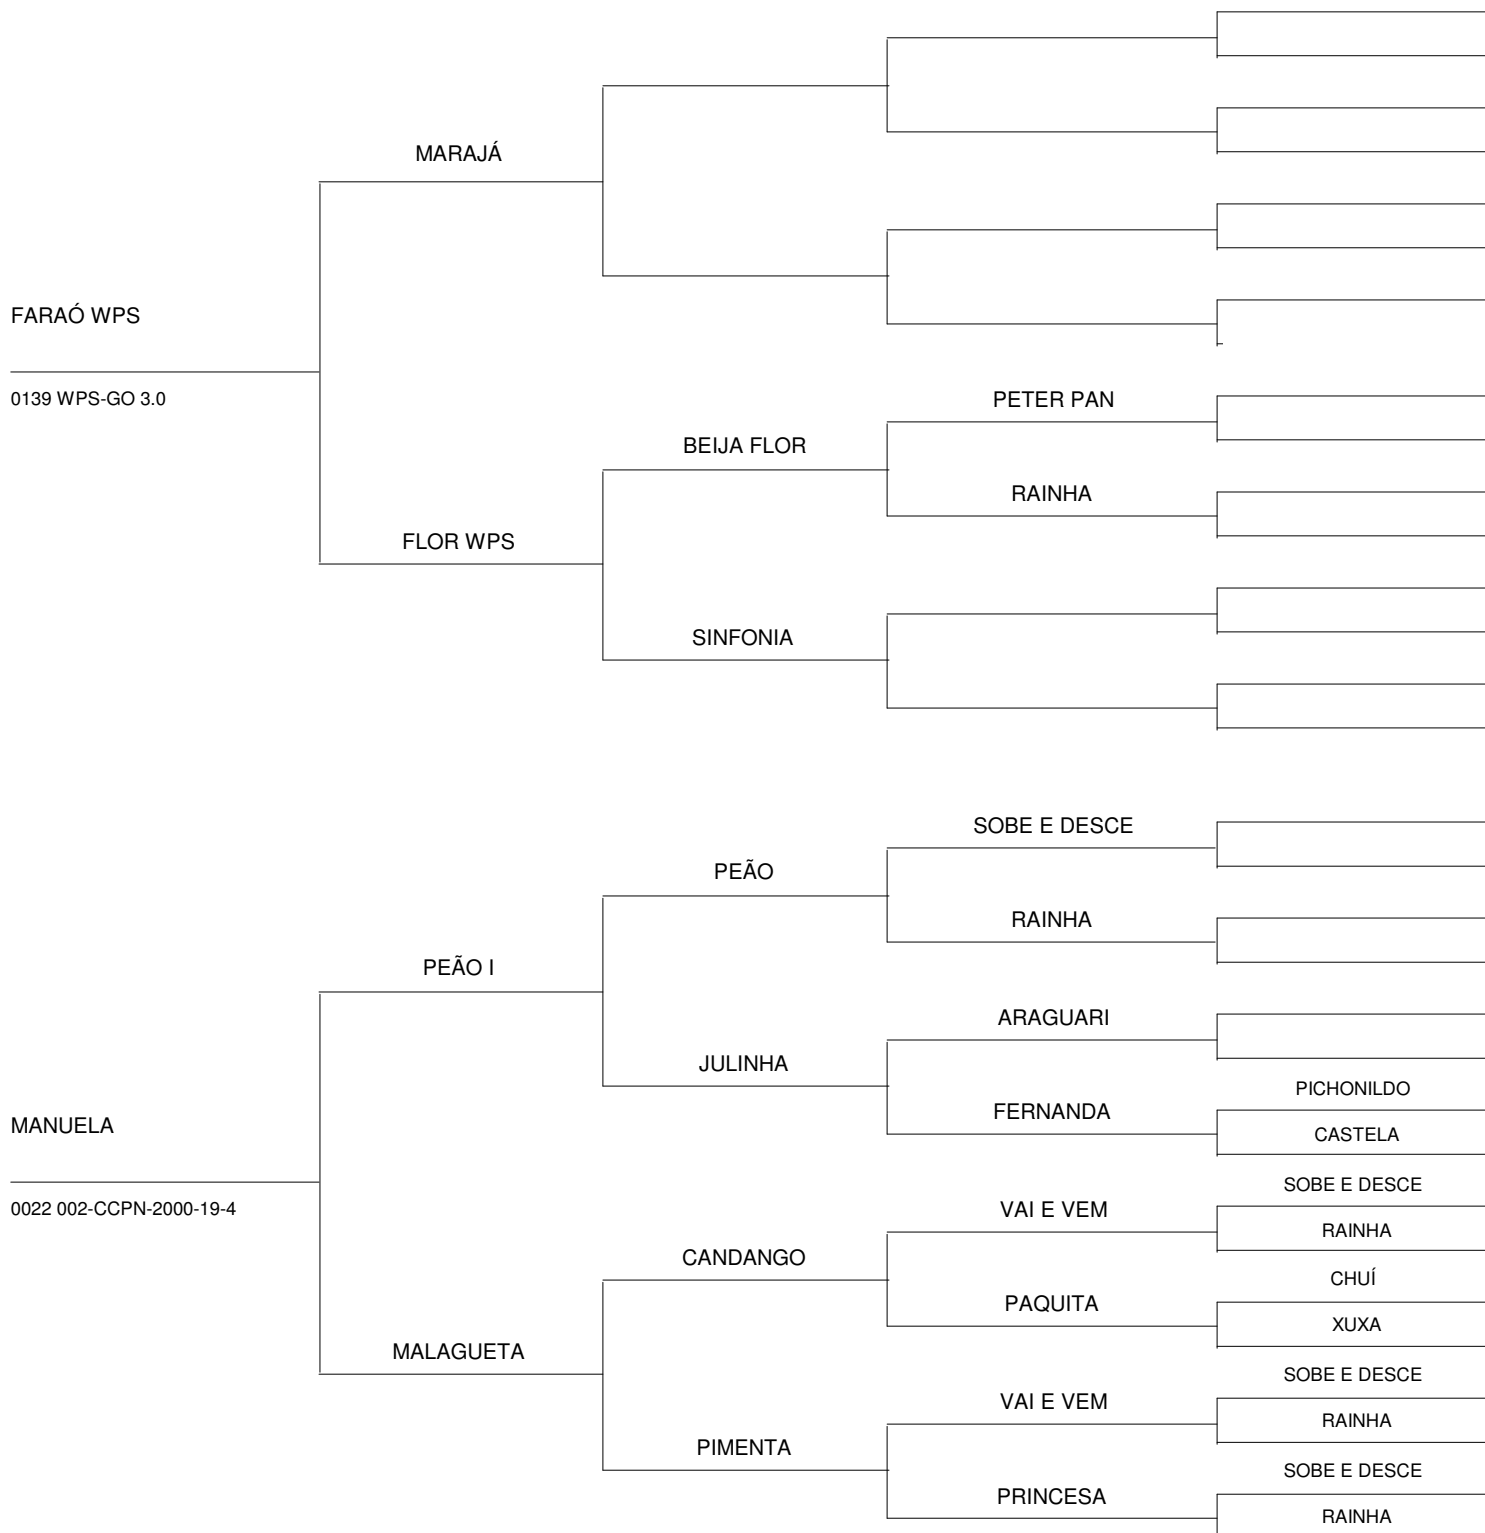 MARAJÁ
FARAÓ WPS
0139 WPS-GO 3.0
PETER PAN
BEIJA FLOR
RAINHA
FLOR WPS
SINFONIA
SOBE E DESCE
PEÃO
RAINHA
PEÃO I
ARAGUARI
JULINHA
PICHONILDO
FERNANDA
CASTELA
MANUELA
0022 002-CCPN-2000-19-4
SOBE E DESCE
VAI E VEM
RAINHA
CANDANGO
CHUÍ
PAQUITA
XUXA
MALAGUETA
SOBE E DESCE
VAI E VEM
RAINHA
PIMENTA
SOBE E DESCE
PRINCESA
RAINHA